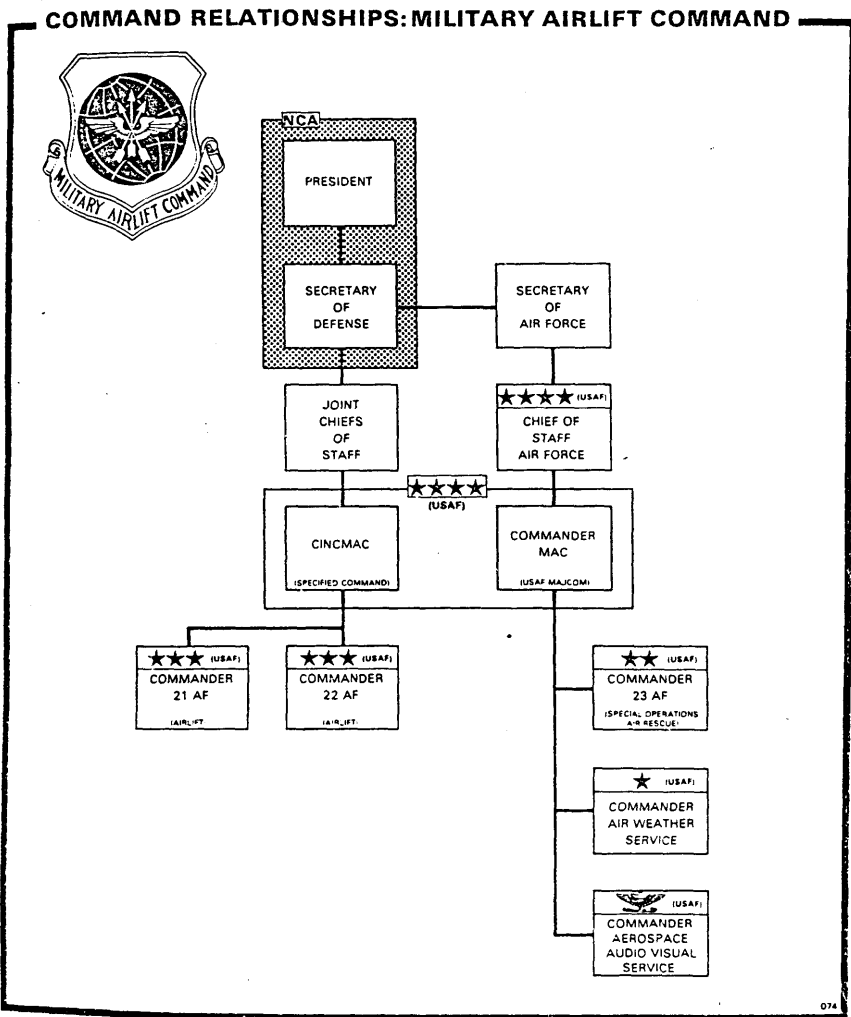 COMMAND RELATIONSHIPS: MILITARY AIRLIFT COMMAND
MILITARY AIRLIFT COMMAND
NCA
PRESIDENT
SECRETARY
OF
DEFENSE
SECRETARY
OF
AIR FORCE
JOINT
CHIEFS
OF
STAFF
(USAF)
CHIEF OF
STAFF
AIR FORCE
(USAF)
CINCMAC
(SPECIFIED COMMAND)
COMMANDER
MAC
(USAF MAJCOM)
(USAF)
COMMANDER
21 AF
(AIRLIFT
(USAF)
COMMANDER
22 AF
(AIRLIFT)
(USAF)
COMMANDER
23 AF
(SPECIAL OPERATIONS
AIR RESCUE)
(USAF)
COMMANDER
AIR WEATHER
SERVICE
(USAF)
COMMANDER
AEROSPACE
AUDIO VISUAL
SERVICE
074